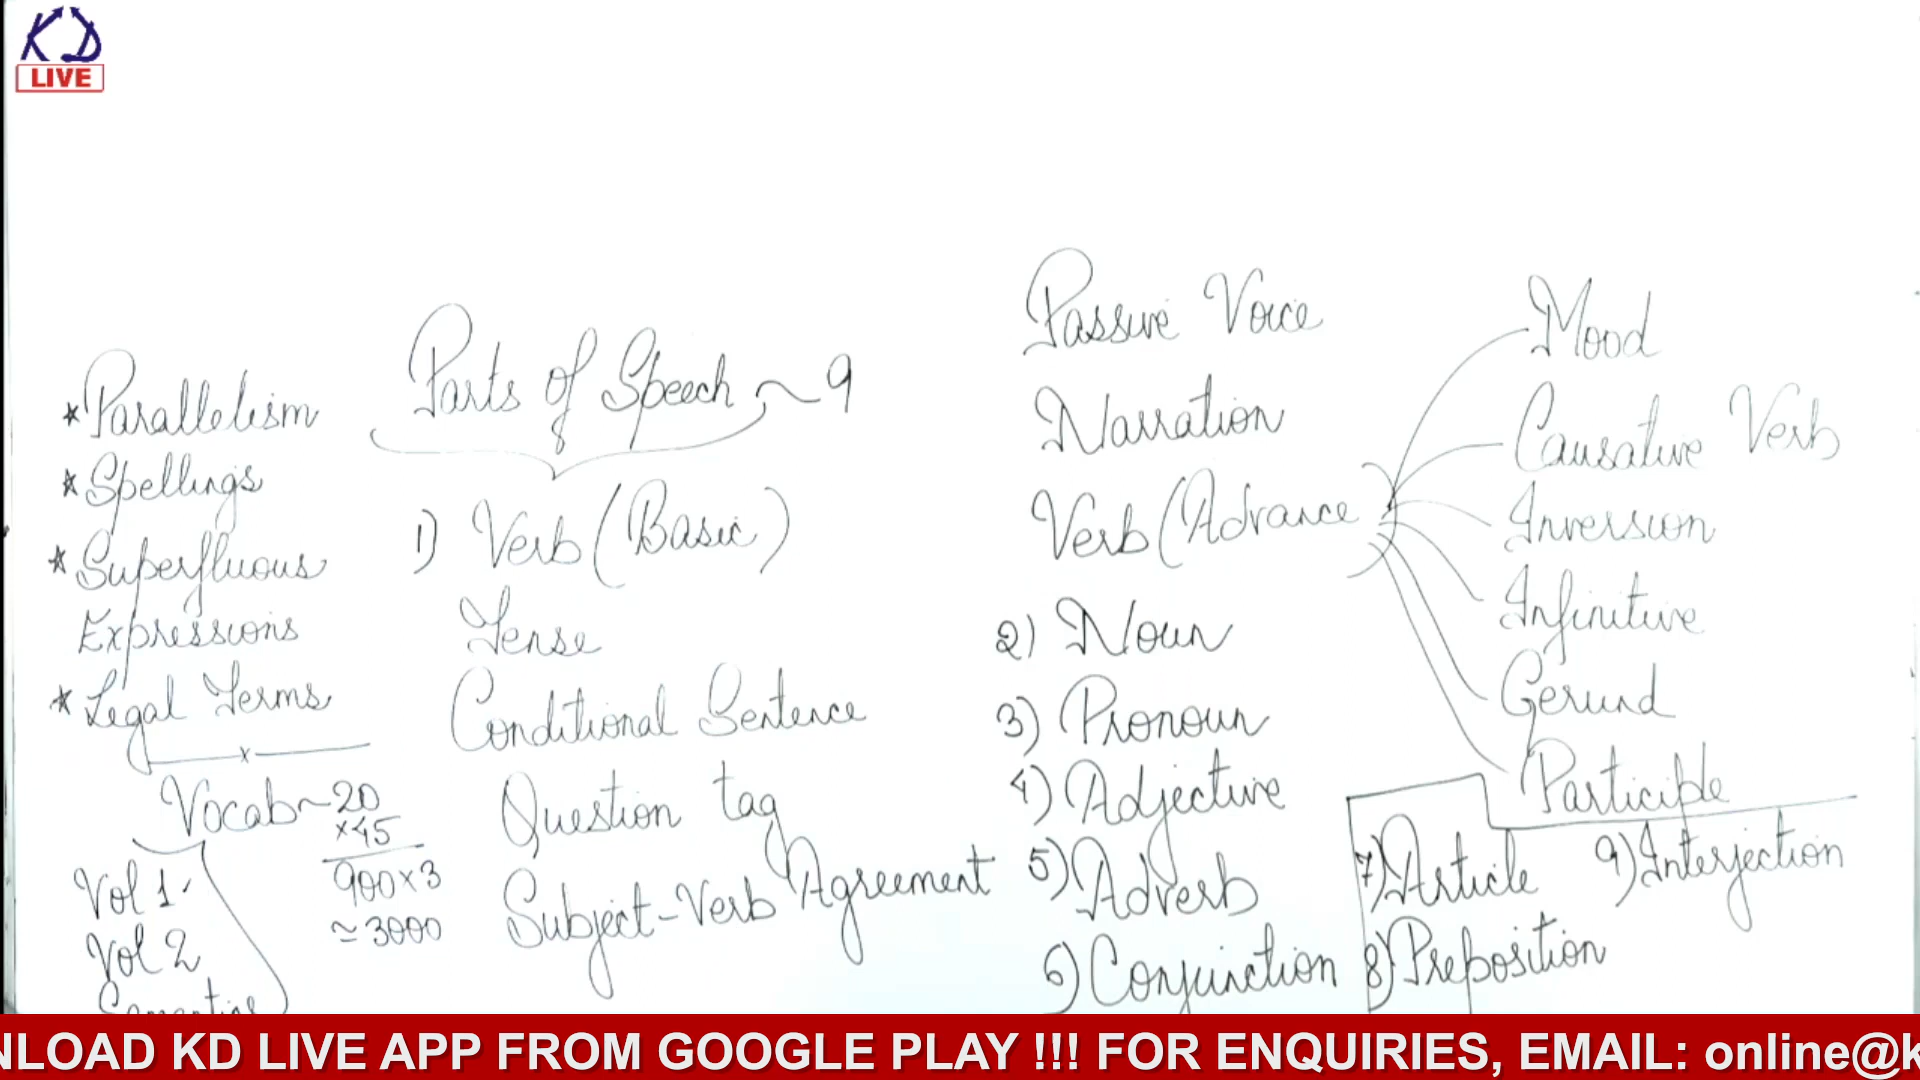 KD
LIVE
* Parallelism
* Spellings
* Superfluous
Expressions
* Legal Terms
x
Vocab ~ 20
×45
900×3
≃3000
Vol 1.
Vol 2
Parts of Speech ~ 9
8
1) Verb (Basic)
Tense
Conditional Sentence
Question tag
Subject-Verb Agreement
Passive Voice
Narration
Verb (Advance)
Mood
Causative Verb
Inversion
Infinitive
Gerund
Participle
2) Noun
3) Pronoun
4) Adjective
5) Adverb
6) Conjunction
7) Article
8) Preposition
9) Interjection
NLOAD KD LIVE APP FROM GOOGLE PLAY !!! FOR ENQUIRIES, EMAIL: online@k